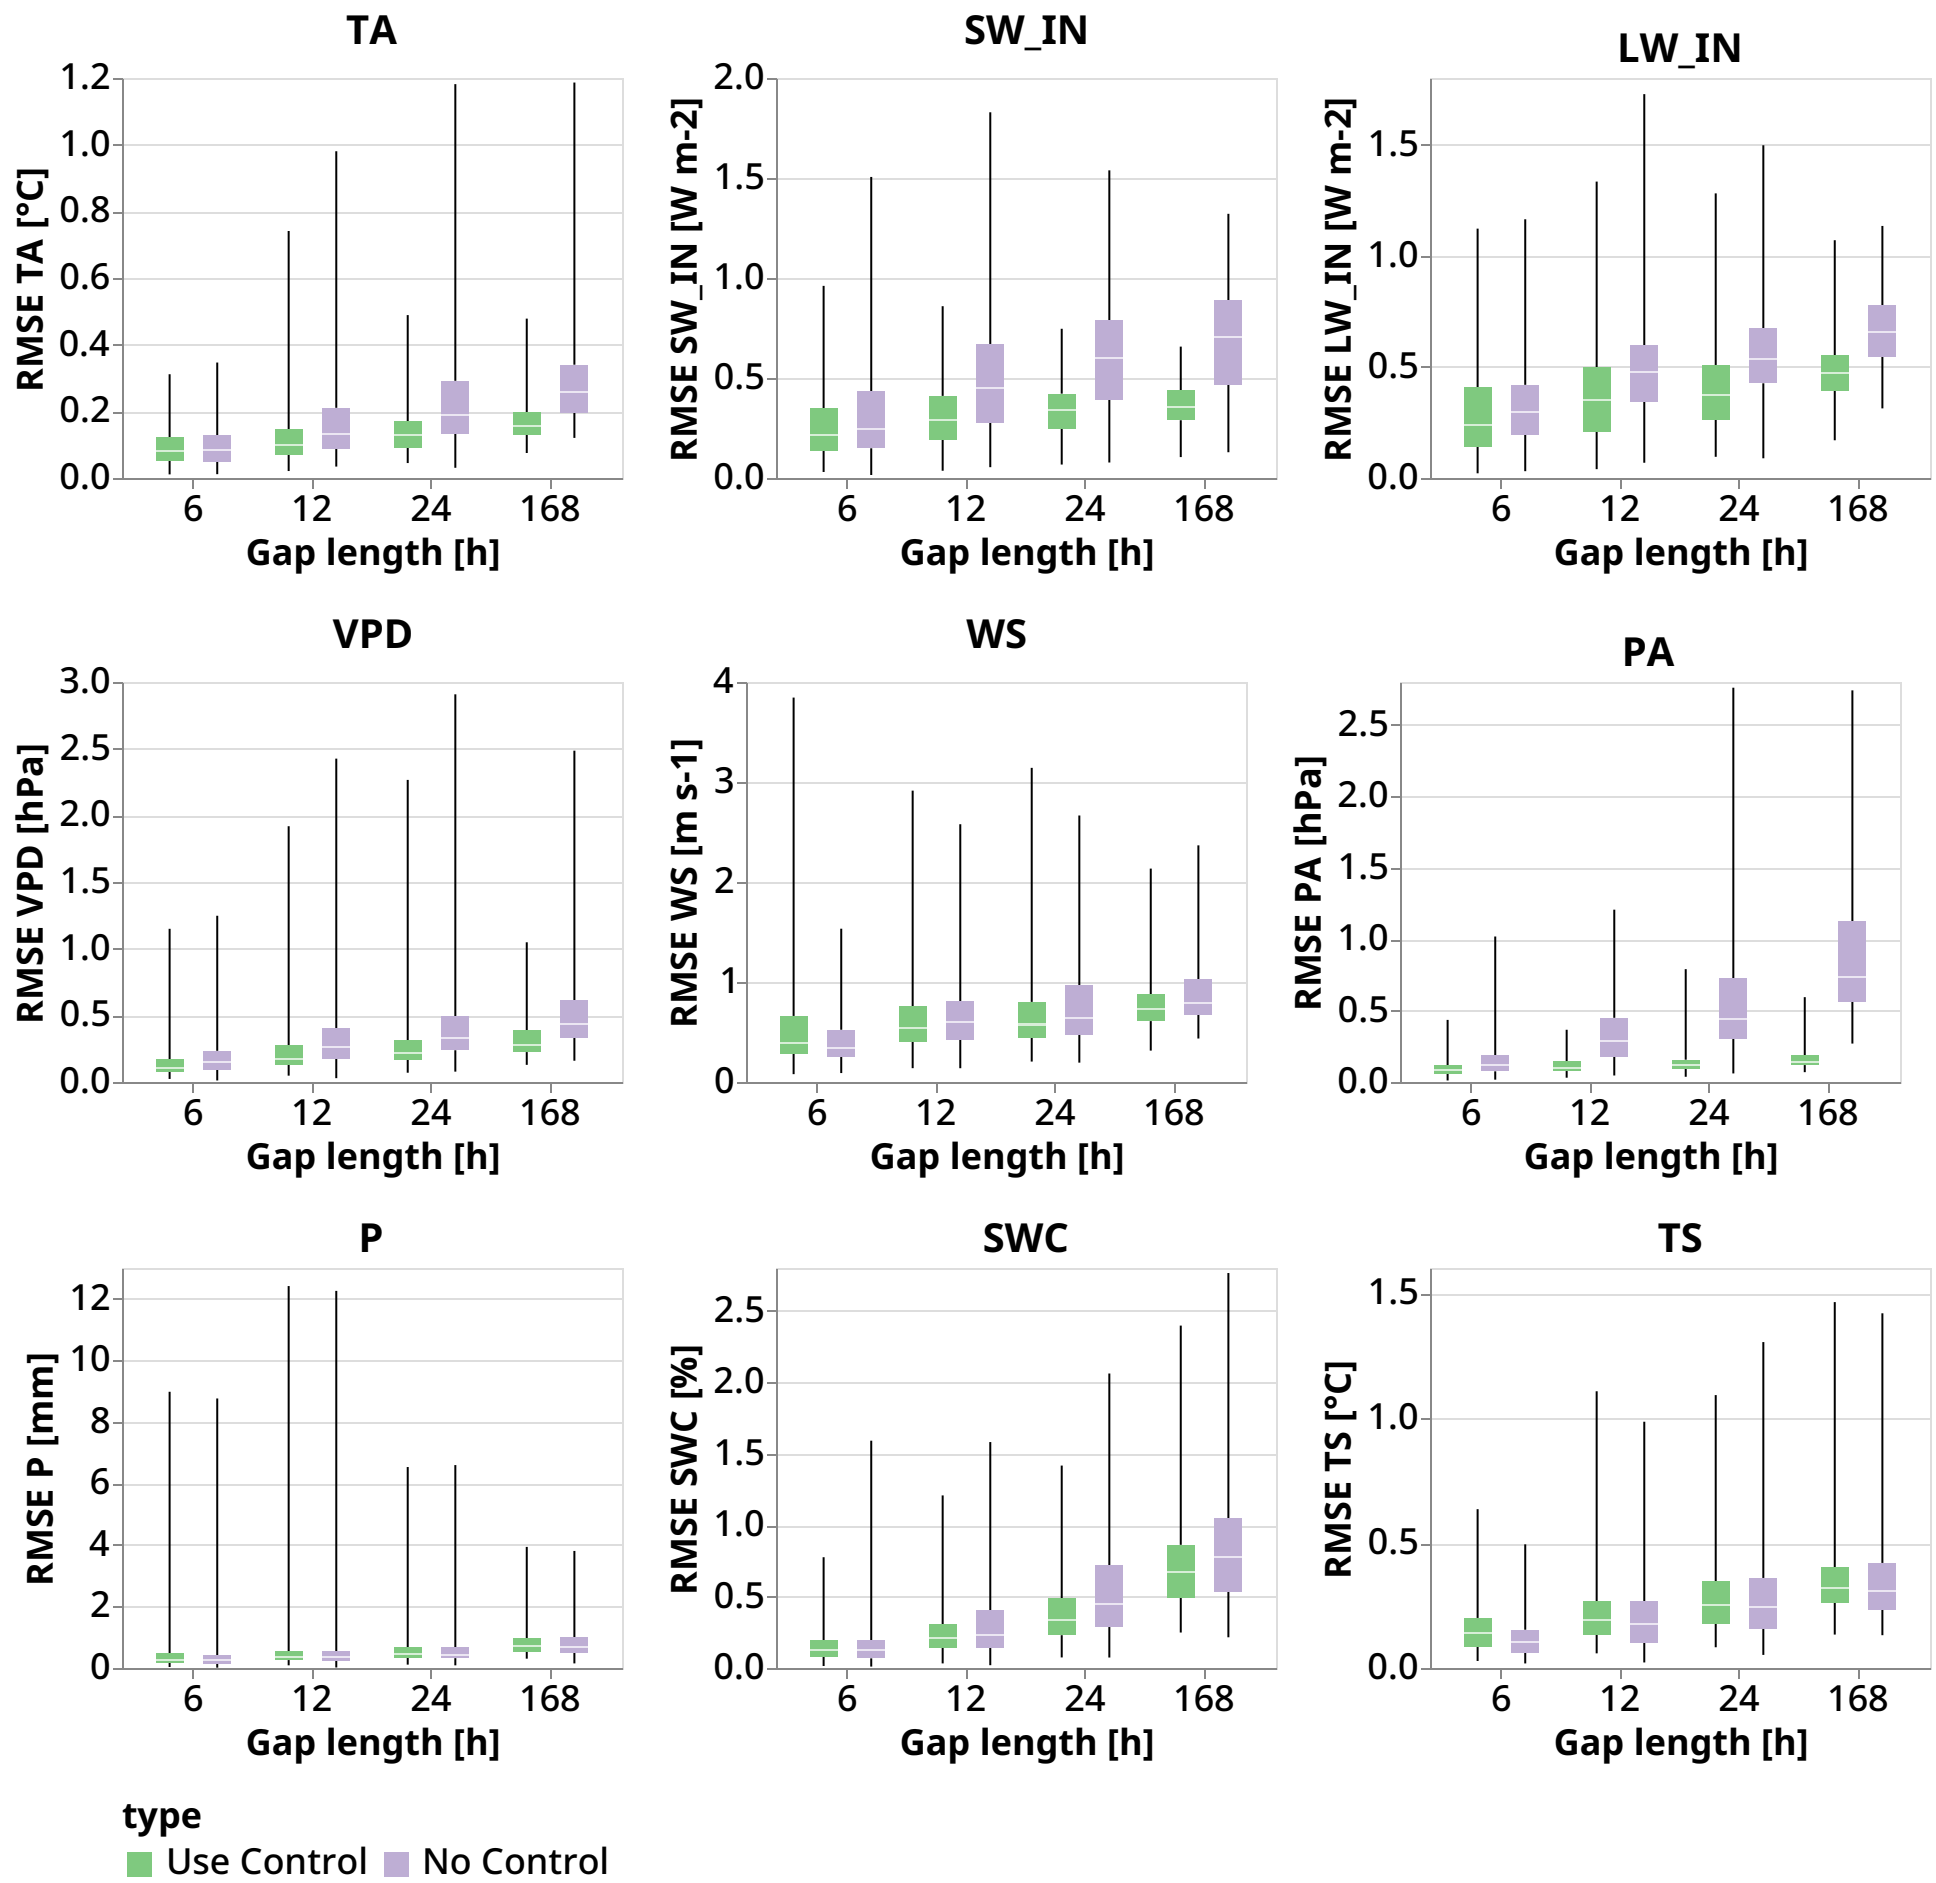 TA
SW_IN
LW_IN
RMSE TA [°C]
1.2
1.0
0.8
0.6
0.4
0.2
0.0
6 12 24 168
Gap length [h]
RMSE SW_IN [W m-2]
2.0
1.5
1.0
0.5
0.0
6 12 24 168
Gap length [h]
RMSE LW_IN [W m-2]
1.5
1.0
0.5
0.0
6 12 24 168
Gap length [h]
VPD
WS
PA
RMSE VPD [hPa]
3.0
2.5
2.0
1.5
1.0
0.5
0.0
6 12 24 168
Gap length [h]
RMSE WS [m s-1]
4
3
2
1
0
6 12 24 168
Gap length [h]
RMSE PA [hPa]
2.5
2.0
1.5
1.0
0.5
0.0
6 12 24 168
Gap length [h]
P
SWC
TS
RMSE P [mm]
12
10
8
6
4
2
0
6 12 24 168
Gap length [h]
RMSE SWC [%]
2.5
2.0
1.5
1.0
0.5
0.0
6 12 24 168
Gap length [h]
RMSE TS [°C]
1.5
1.0
0.5
0.0
6 12 24 168
Gap length [h]
type
Use Control No Control